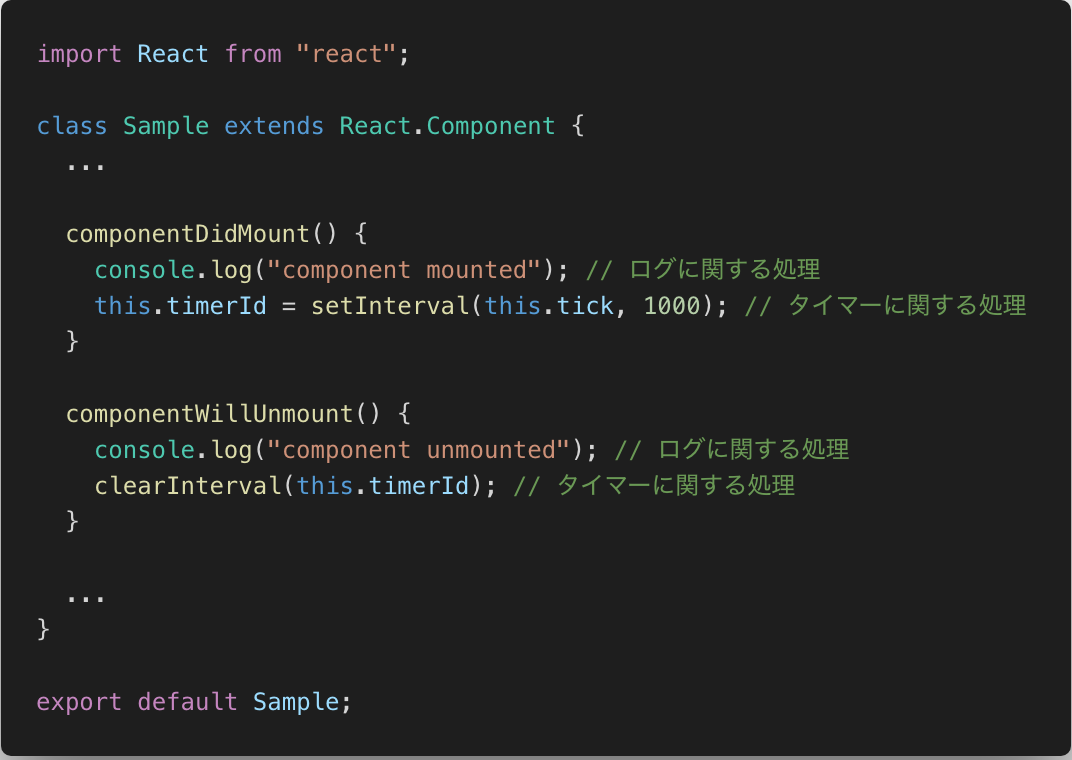 import React from "react";
class Sample extends React.Component {
  ...
  componentDidMount() {
    console.log("component mounted"); // ログに関する処理
    this.timerId = setInterval(this.tick, 1000); // タイマーに関する処理
  }
  componentWillUnmount() {
    console.log("component unmounted"); // ログに関する処理
    clearInterval(this.timerId); // タイマーに関する処理
  }
  ...
}
export default Sample;